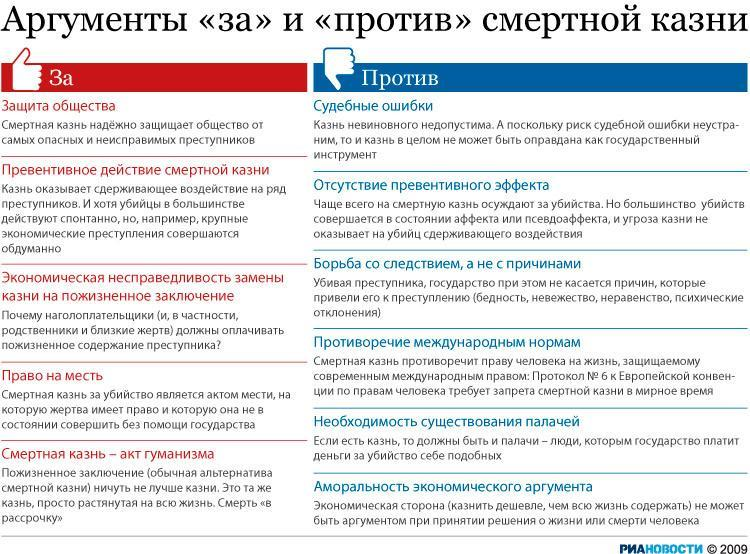 Аргументы «за» и «против» смертной казни
За
Защита общества
Смертная казнь надёжно защищает общество от
самых опасных и неисправимых преступников
Превентивное действие смертной казни
Казнь оказывает сдерживающее воздействие на ряд
преступников. И хотя убийцы в большинстве
действуют спонтанно, но, например, крупные
экономические преступления совершаются
обдуманно
Экономическая несправедливость замены
казни на пожизненное заключение
Почему наголоплательщики (и, в частности,
родственники и близкие жертв) должны оплачивать
пожизненное содержание преступника?
Право на месть
Смертная казнь за убийство является актом мести, на
которую жертва имеет право и которую она не в
состоянии совершить без помощи государства
Смертная казнь – акт гуманизма
Пожизненное заключение (обычная альтернатива
смертной казни) ничуть не лучше казни. Это та же
казнь, просто растянутая на всю жизнь. Смерть «в
рассрочку»
Против
Судебные ошибки
Казнь невиновного недопустима. А поскольку риск судебной ошибки неустра-
ним, то и казнь в целом не может быть оправдана как государственный
инструмент
Отсутствие превентивного эффекта
Чаще всего на смертную казнь осуждают за убийства. Но большинство убийств
совершается в состоянии аффекта или псевдоаффекта, и угроза казни не
оказывает на убийц сдерживающего воздействия
Борьба со следствием, а не с причинами
Убивая преступника, государство при этом не касается причин, которые
привели его к преступлению (бедность, невежество, неравенство, психические
отклонения)
Противоречие международным нормам
Смертная казнь противоречит праву человека на жизнь, защищаемому
современным международным правом: Протокол № 6 к Европейской конвен-
ции по правам человека требует запрета смертной казни в мирное время
Необходимость существования палачей
Если есть казнь, то должны быть и палачи – люди, которым государство платит
деньги за убийство себе подобных
Аморальность экономического аргумента
Экономическая сторона (казнить дешевле, чем всю жизнь содержать) не может
быть аргументом при принятии решения о жизни или смерти человека
РИАНОВОСТИ © 2009